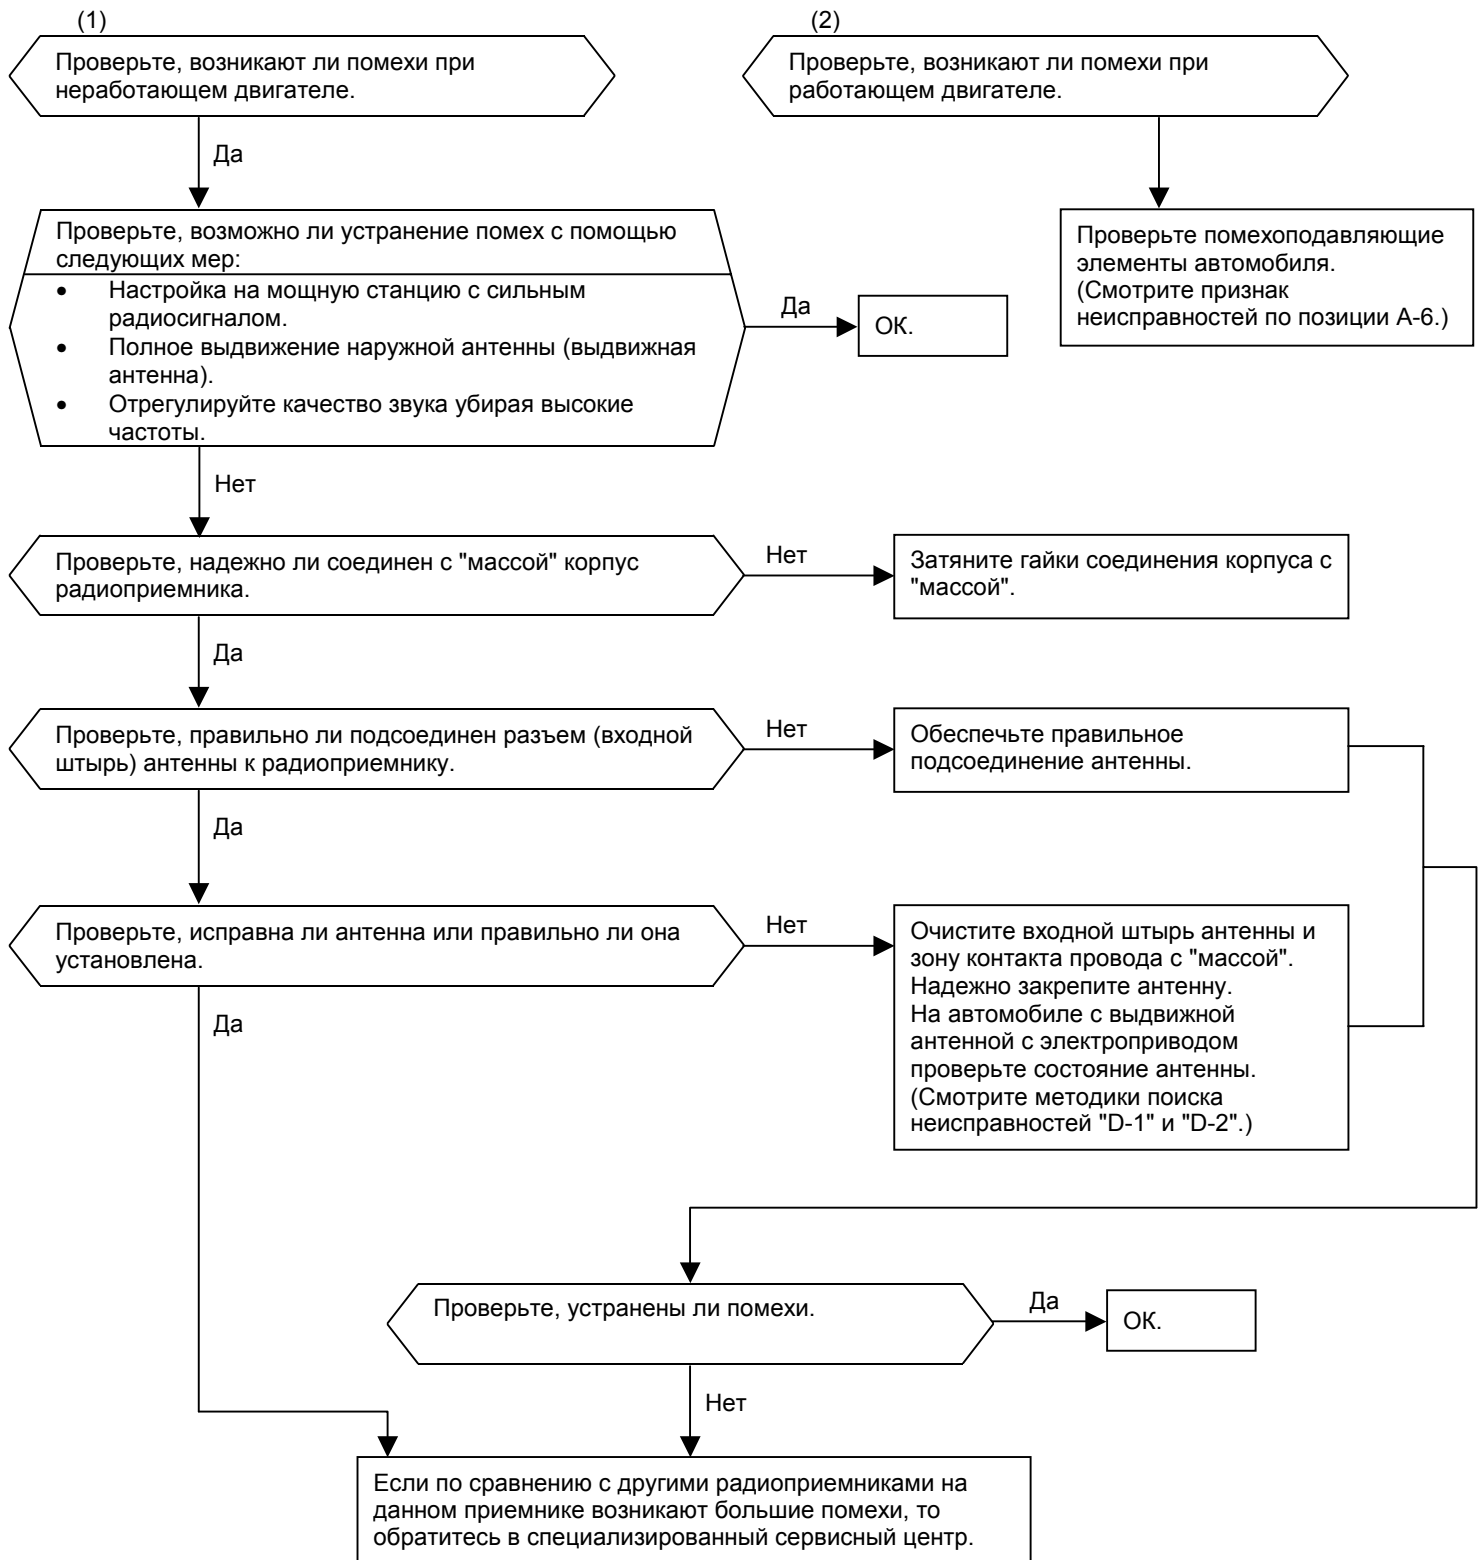 (1)
Проверьте, возникают ли помехи при
неработающем двигателе.
(2)
Проверьте, возникают ли помехи при
работающем двигателе.
Да
Проверьте, возможно ли устранение помех с помощью
следующих мер:
• Настройка на мощную станцию с сильным
радиосигналом.
• Полное выдвижение наружной антенны (выдвижная
антенна).
• Отрегулируйте качество звука убирая высокие
частоты.
Да
ОК.
Проверьте помехоподавляющие
элементы автомобиля.
(Смотрите признак
неисправностей по позиции А-6.)
Нет
Проверьте, надежно ли соединен с "массой" корпус
радиоприемника.
Нет
Затяните гайки соединения корпуса с
"массой".
Да
Проверьте, правильно ли подсоединен разъем (входной
штырь) антенны к радиоприемнику.
Нет
Обеспечьте правильное
подсоединение антенны.
Да
Проверьте, исправна ли антенна или правильно ли она
установлена.
Нет
Очистите входной штырь антенны и
зону контакта провода с "массой".
Надежно закрепите антенну.
На автомобиле с выдвижной
антенной с электроприводом
проверьте состояние антенны.
(Смотрите методики поиска
неисправностей "D-1" и "D-2".)
Да
Проверьте, устранены ли помехи.
Да
ОК.
Нет
Если по сравнению с другими радиоприемниками на
данном приемнике возникают большие помехи, то
обратитесь в специализированный сервисный центр.